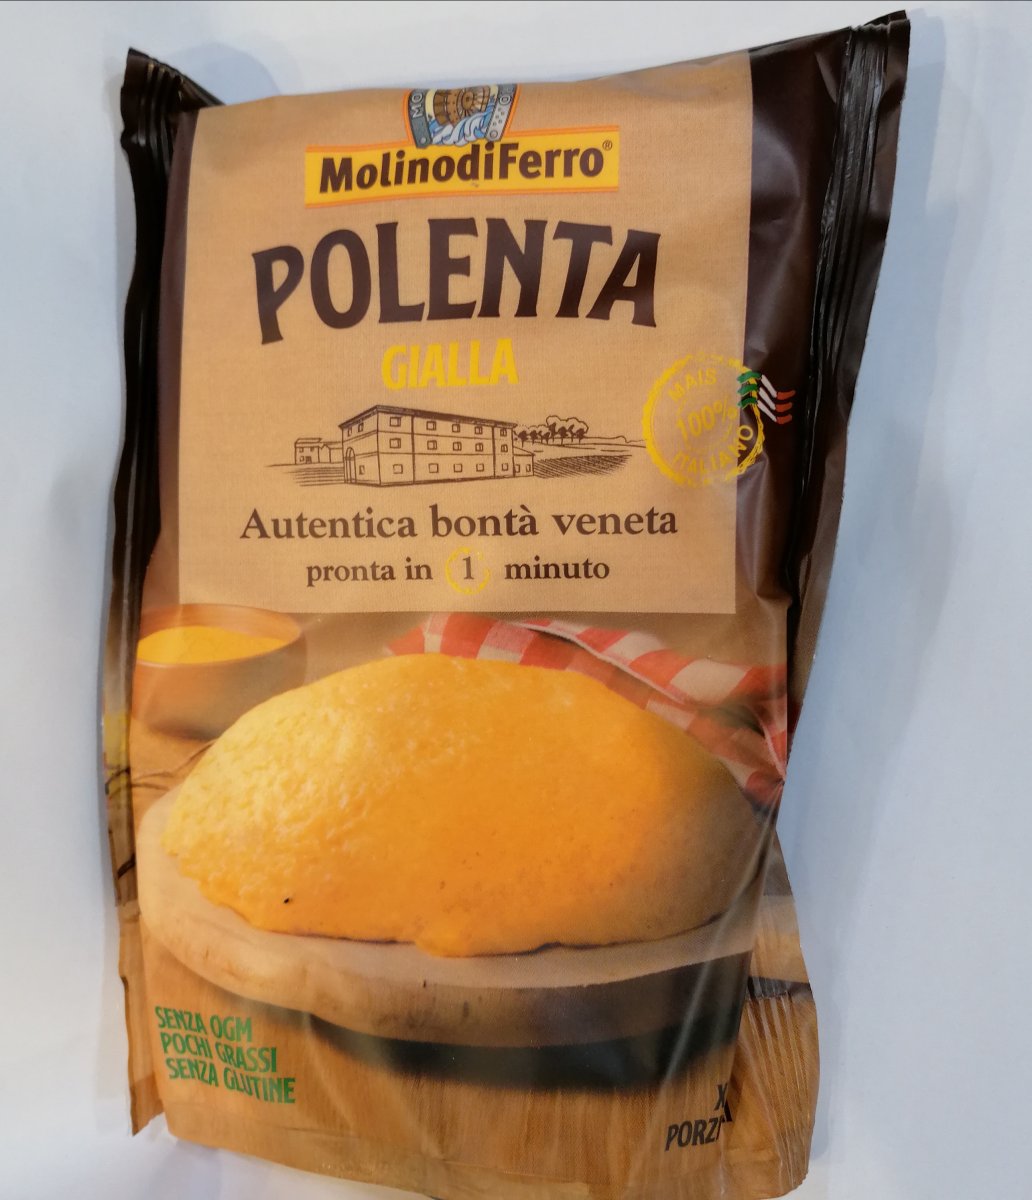 MolinodiFerro®
POLENTA
GIALLA
MAIS
100%
ITALIANO
Autentica bontà veneta
pronta in 1 minuto
SENZA OGM
POCHI GRASSI
SENZA GLUTINE